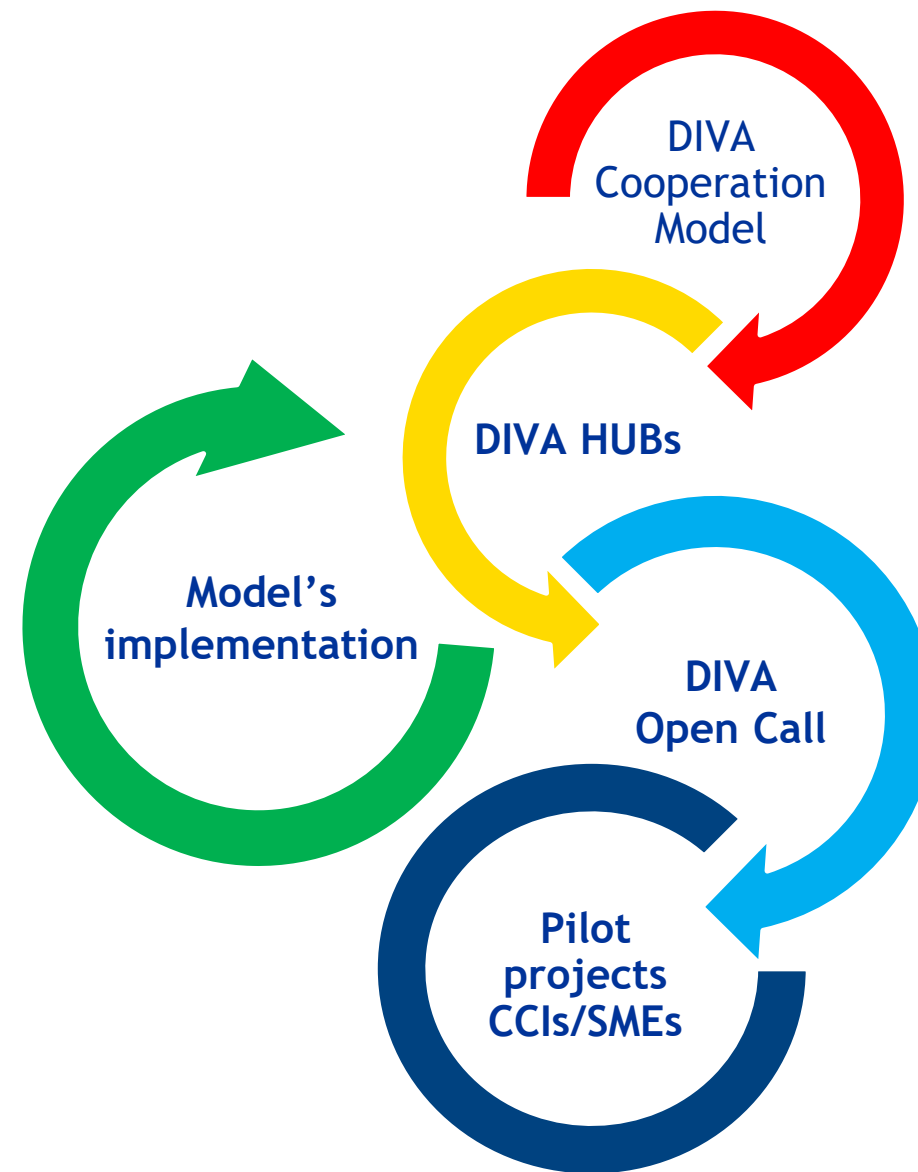 DIVA
Cooperation
Model
DIVA HUBs
Model’s
implementation
DIVA
Open Call
Pilot
projects
CCIs/SMEs